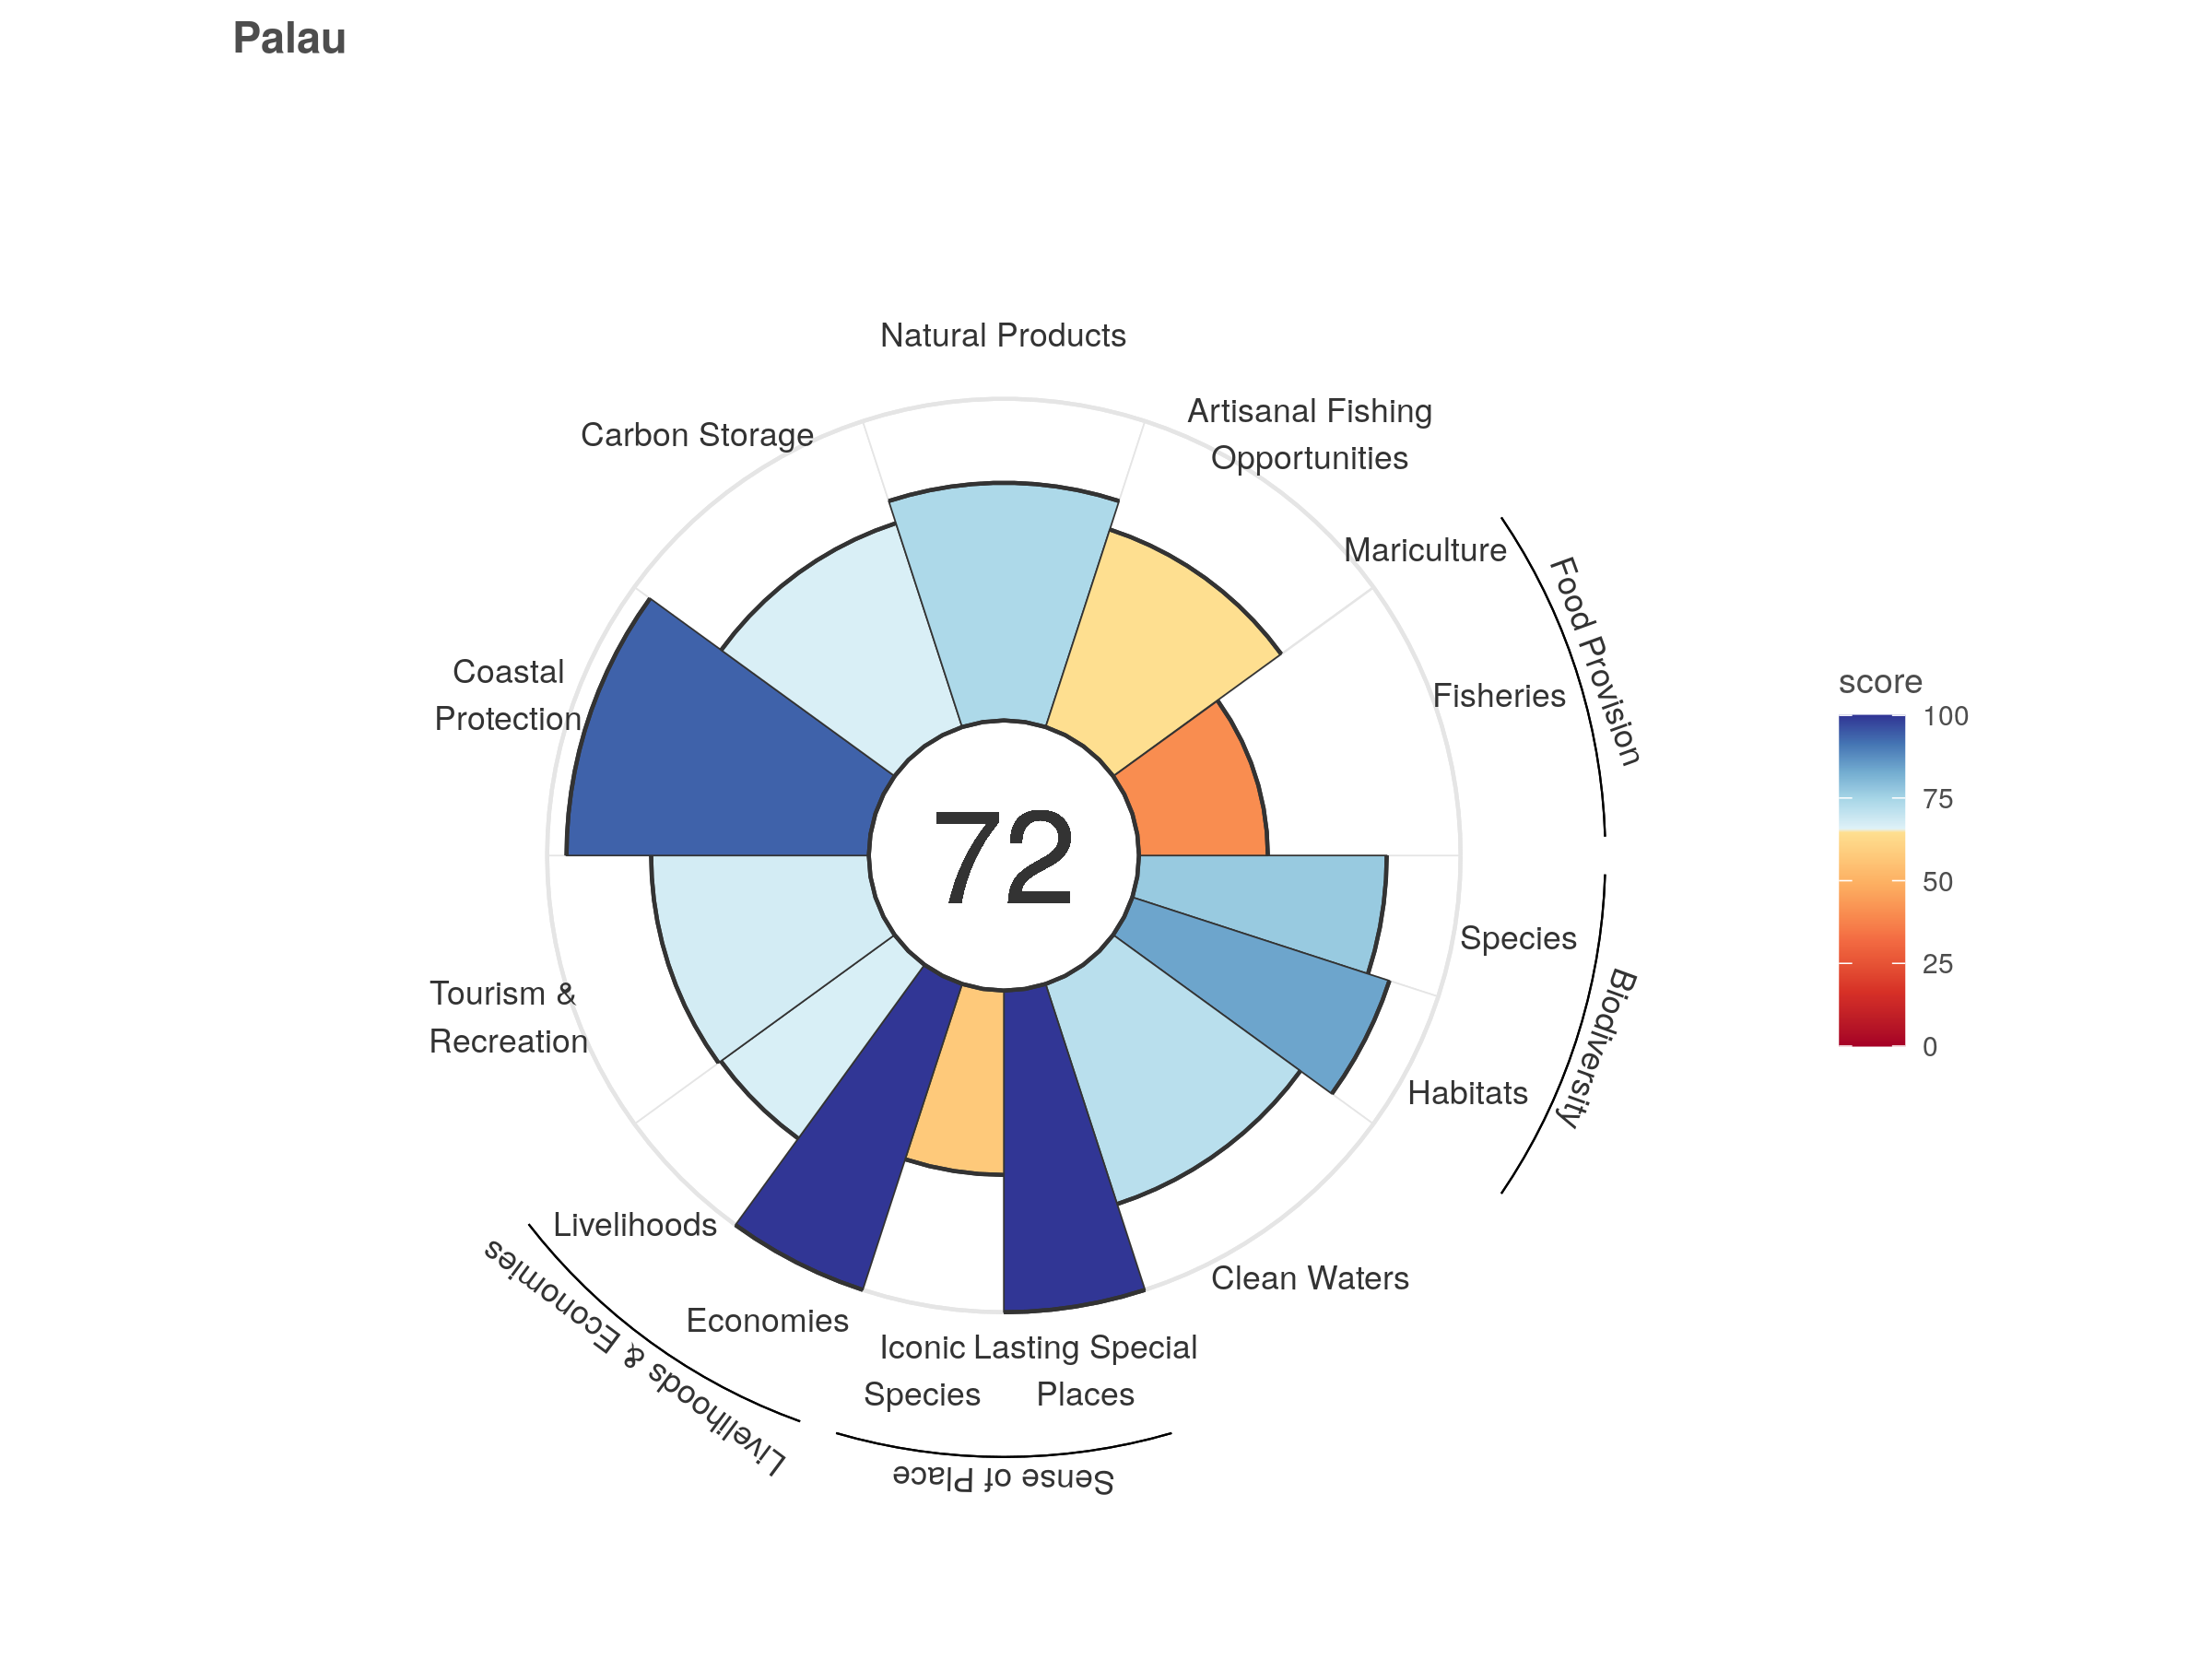 Palau
Natural Products
Artisanal Fishing
Opportunities
Carbon Storage
Mariculture
Food Provision
Fisheries
Coastal
Protection
72
score
100
75
50
25
0
Species
Biodiversity
Habitats
Tourism &
Recreation
Livelihoods
Economies
Livelihoods & Economies
Clean Waters
Iconic
Species
Lasting Special
Places
Sense of Place